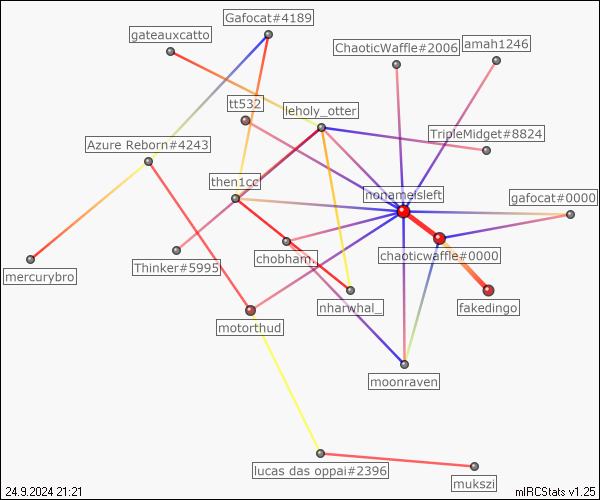 Gafocat#4189
gateauxcatto
ChaoticWaffle#2006
amah1246
tt532
leholy_otter
TripleMidget#8824
Azure Reborn#4243
then1cc
nonameisleft
gafocat#0000
chobham.
chaoticwaffle#0000
Thinker#5995
mercurybro
nharwhal_
fakedingo
motorthud
moonraven
lucas das oppai#2396
mukszi
24.9.2024 21:21
mIRCStats v1.25